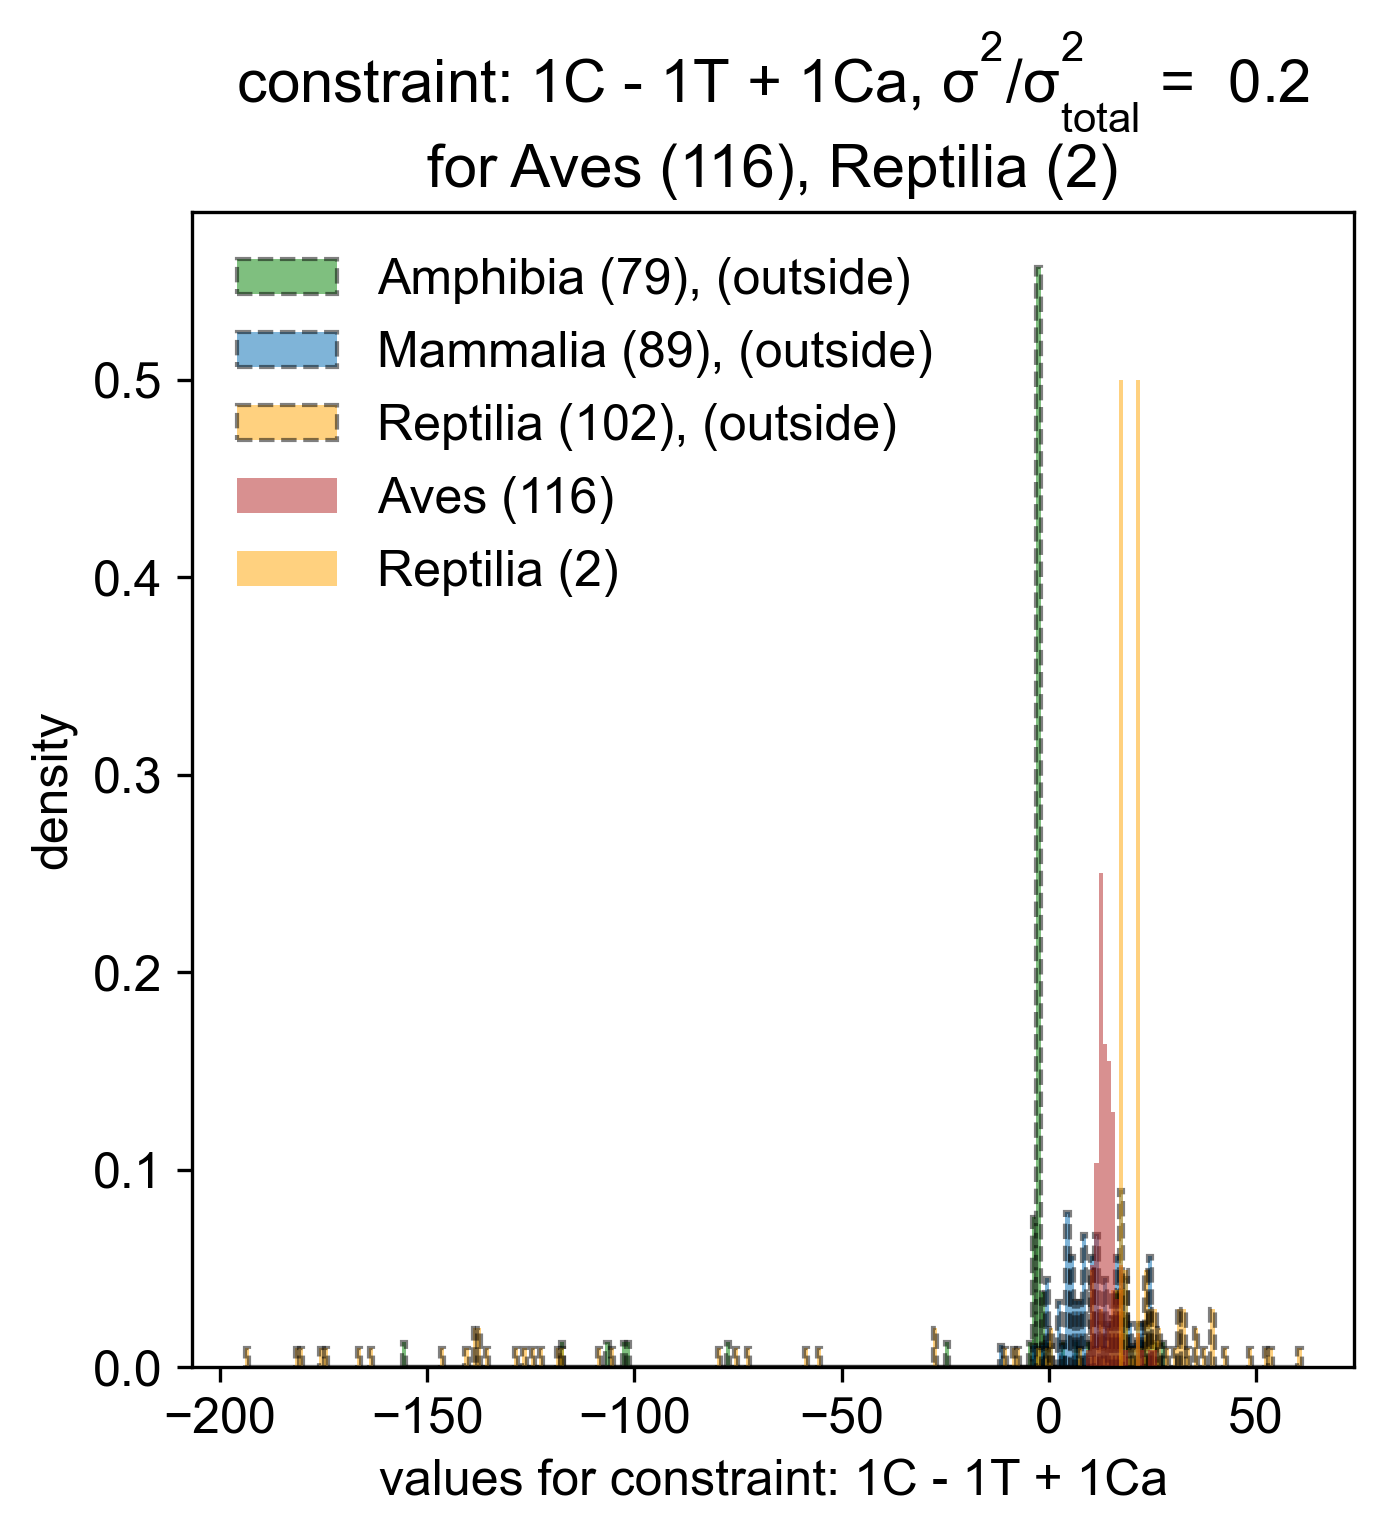 constraint: 1C - 1T + 1Ca, σ²/σ²total = 0.2
for Aves (116), Reptilia (2)
Amphibia (79), (outside)
Mammalia (89), (outside)
Reptilia (102), (outside)
Aves (116)
Reptilia (2)
density
0.5
0.4
0.3
0.2
0.1
0.0
−200 −150 −100 −50 0 50
values for constraint: 1C - 1T + 1Ca